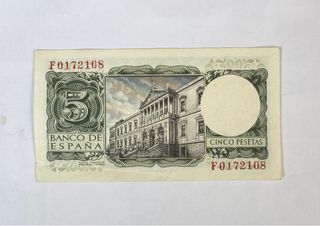 F0172108
5
BANCO DE
ESPAÑA
CINCO PESETAS
F0172108